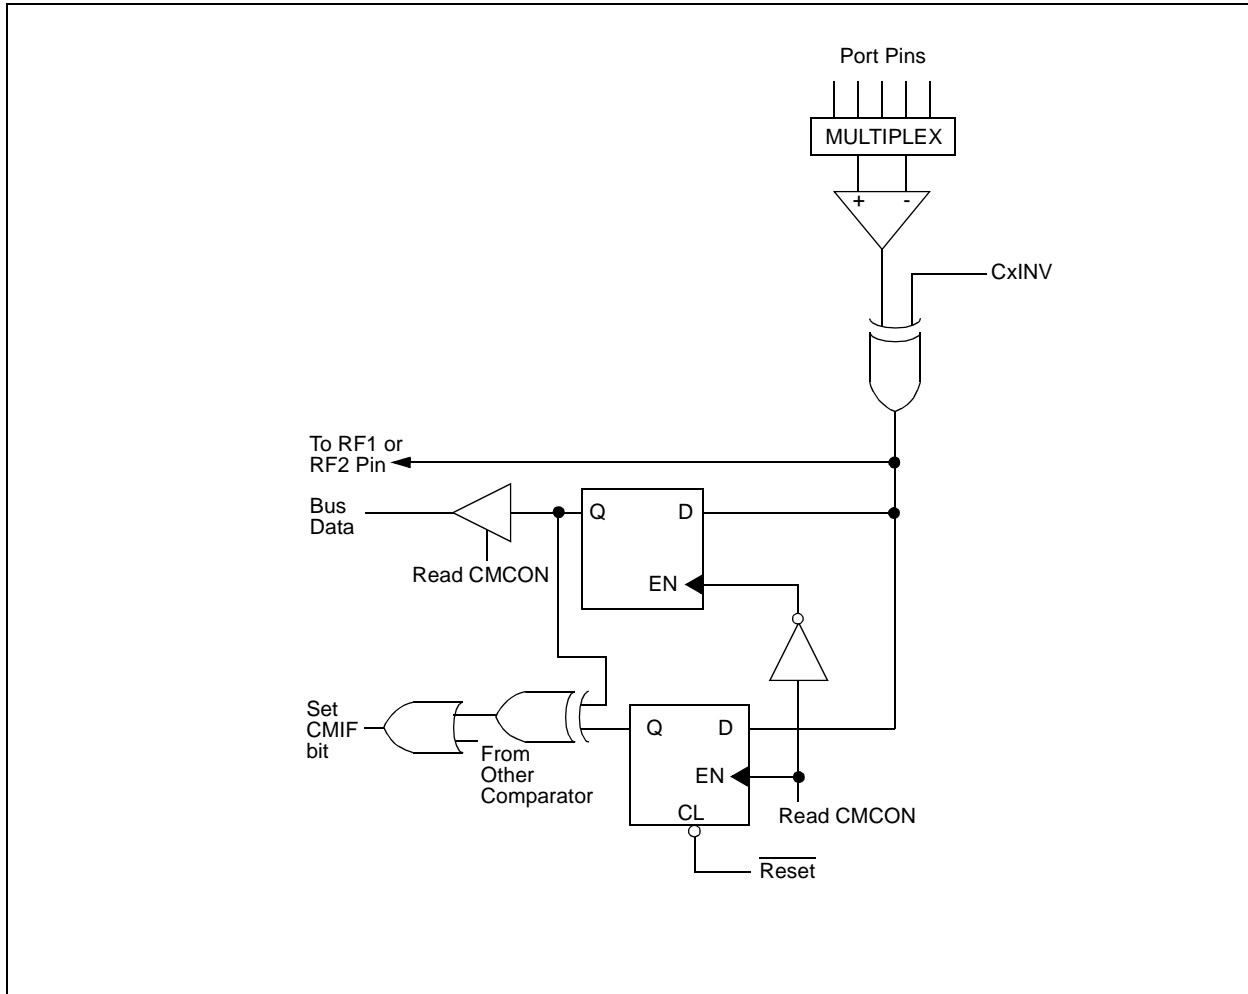 Port Pins
MULTIPLEX
+ -
CxINV
To RF1 or
RF2 Pin
Bus
Data
Q D
EN
Read CMCON
Set
CMIF
bit
From
Other
Comparator
Q D
EN
CL
Read CMCON
Reset